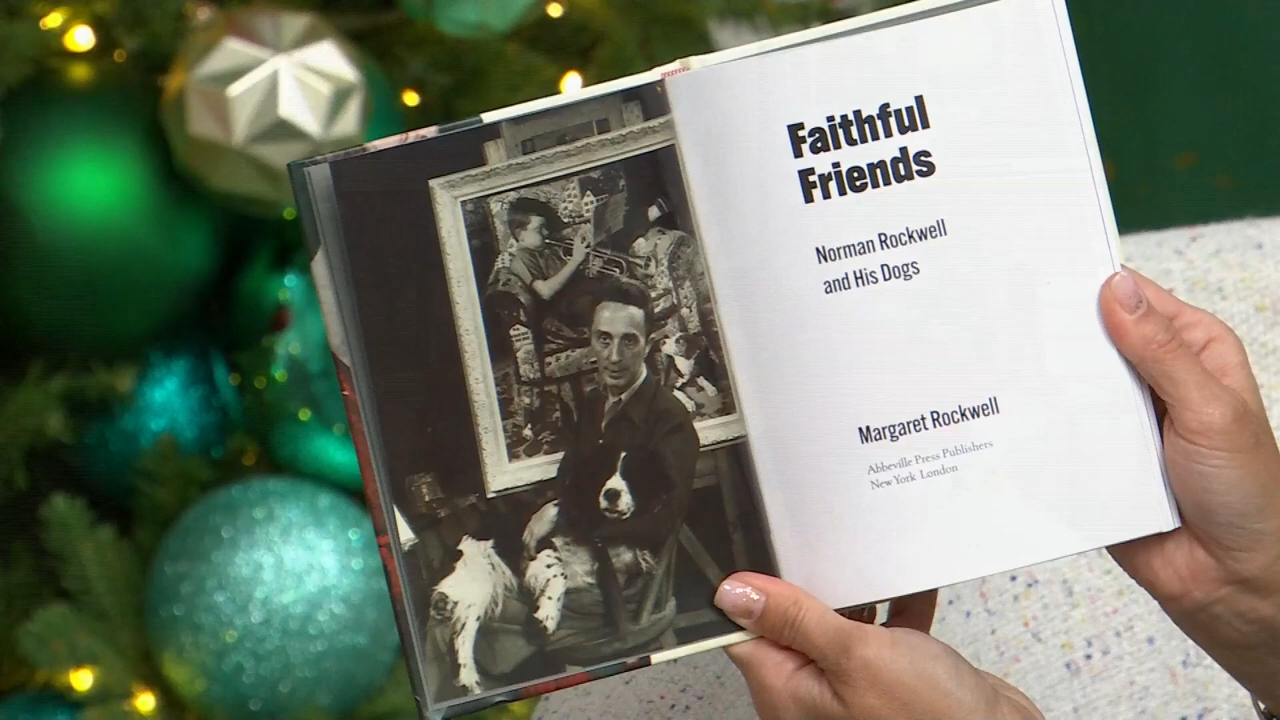 Faithful
Friends
Norman Rockwell
and His Dogs
Margaret Rockwell
Abbeville Press Publishers
New York London